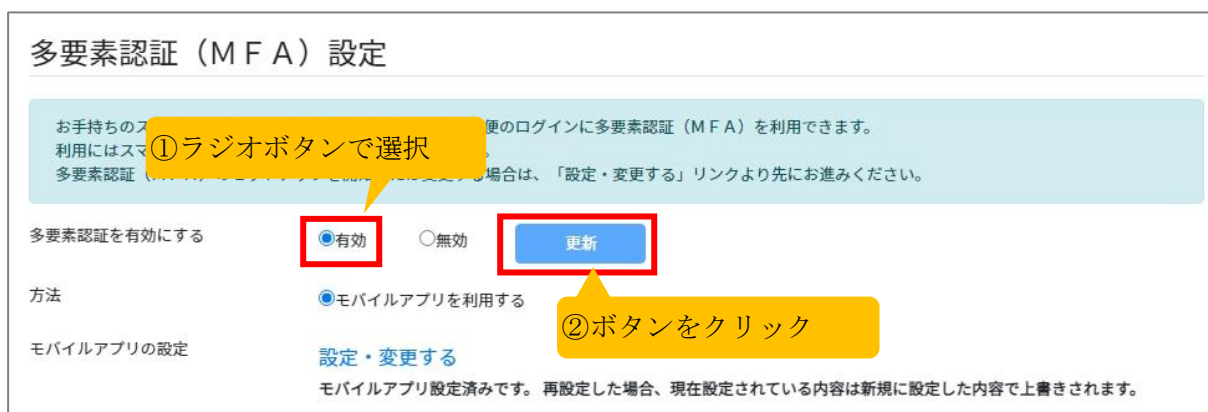 多要素認証（ＭＦＡ）設定
お手持ちのス
便のログインに多要素認証（ＭＦＡ）を利用できます。
①ラジオボタンで選択
利用にはスマ
多要素認証（
場合は、「設定・変更する」リンクより先にお進みください。
多要素認証を有効にする
有効
無効
更新
方法
モバイルアプリを利用する
②ボタンをクリック
モバイルアプリの設定
設定・変更する
モバイルアプリ設定済みです。 再設定した場合、現在設定されている内容は新規に設定した内容で上書きされます。